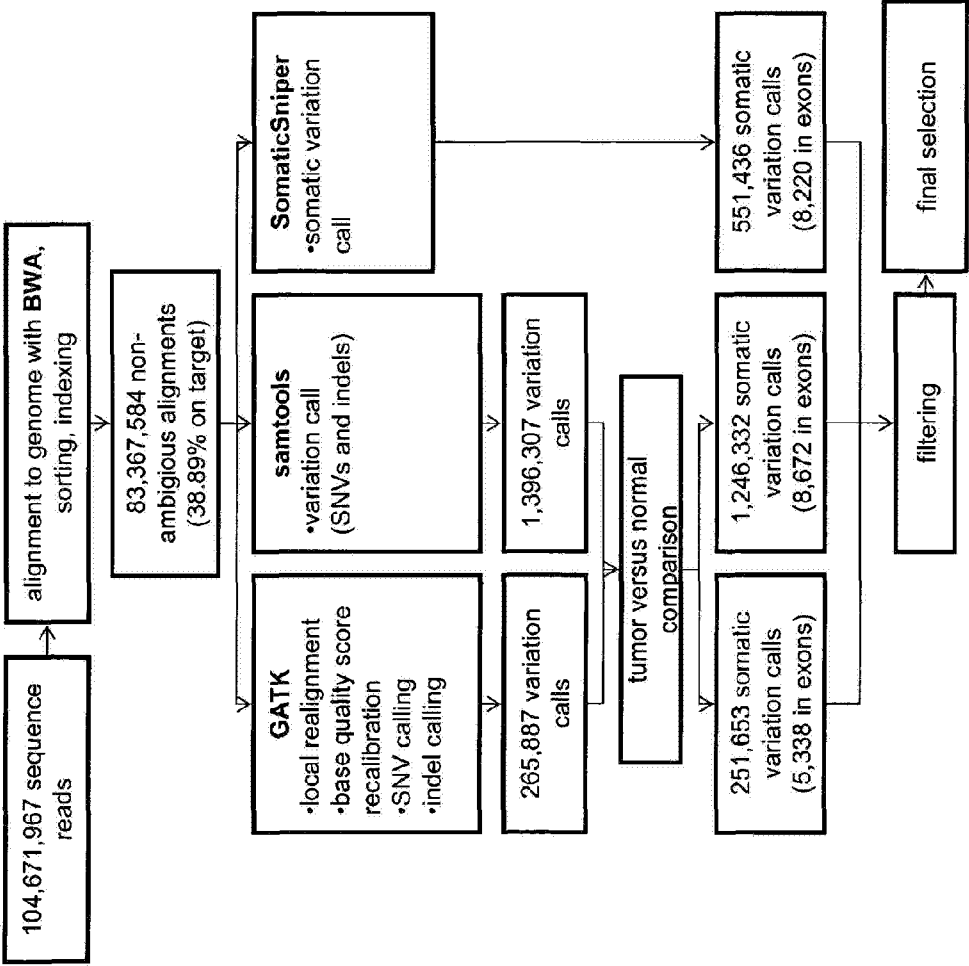 104,671,967 sequence
reads
alignment to genome with BWA,
sorting, indexing
83,367,584 non-
ambigious alignments
(38.89% on target)
GATK
•local realignment
•base quality score
recalibration
•SNV calling
•indel calling
samtools
•variation call
(SNVs and indels)
SomaticSniper
•somatic variation
call
265,887 variation
calls
1,396,307 variation
calls
tumor versus normal
comparison
251,653 somatic
variation calls
(5,338 in exons)
1,246,332 somatic
variation calls
(8,672 in exons)
551,436 somatic
variation calls
(8,220 in exons)
filtering
final selection